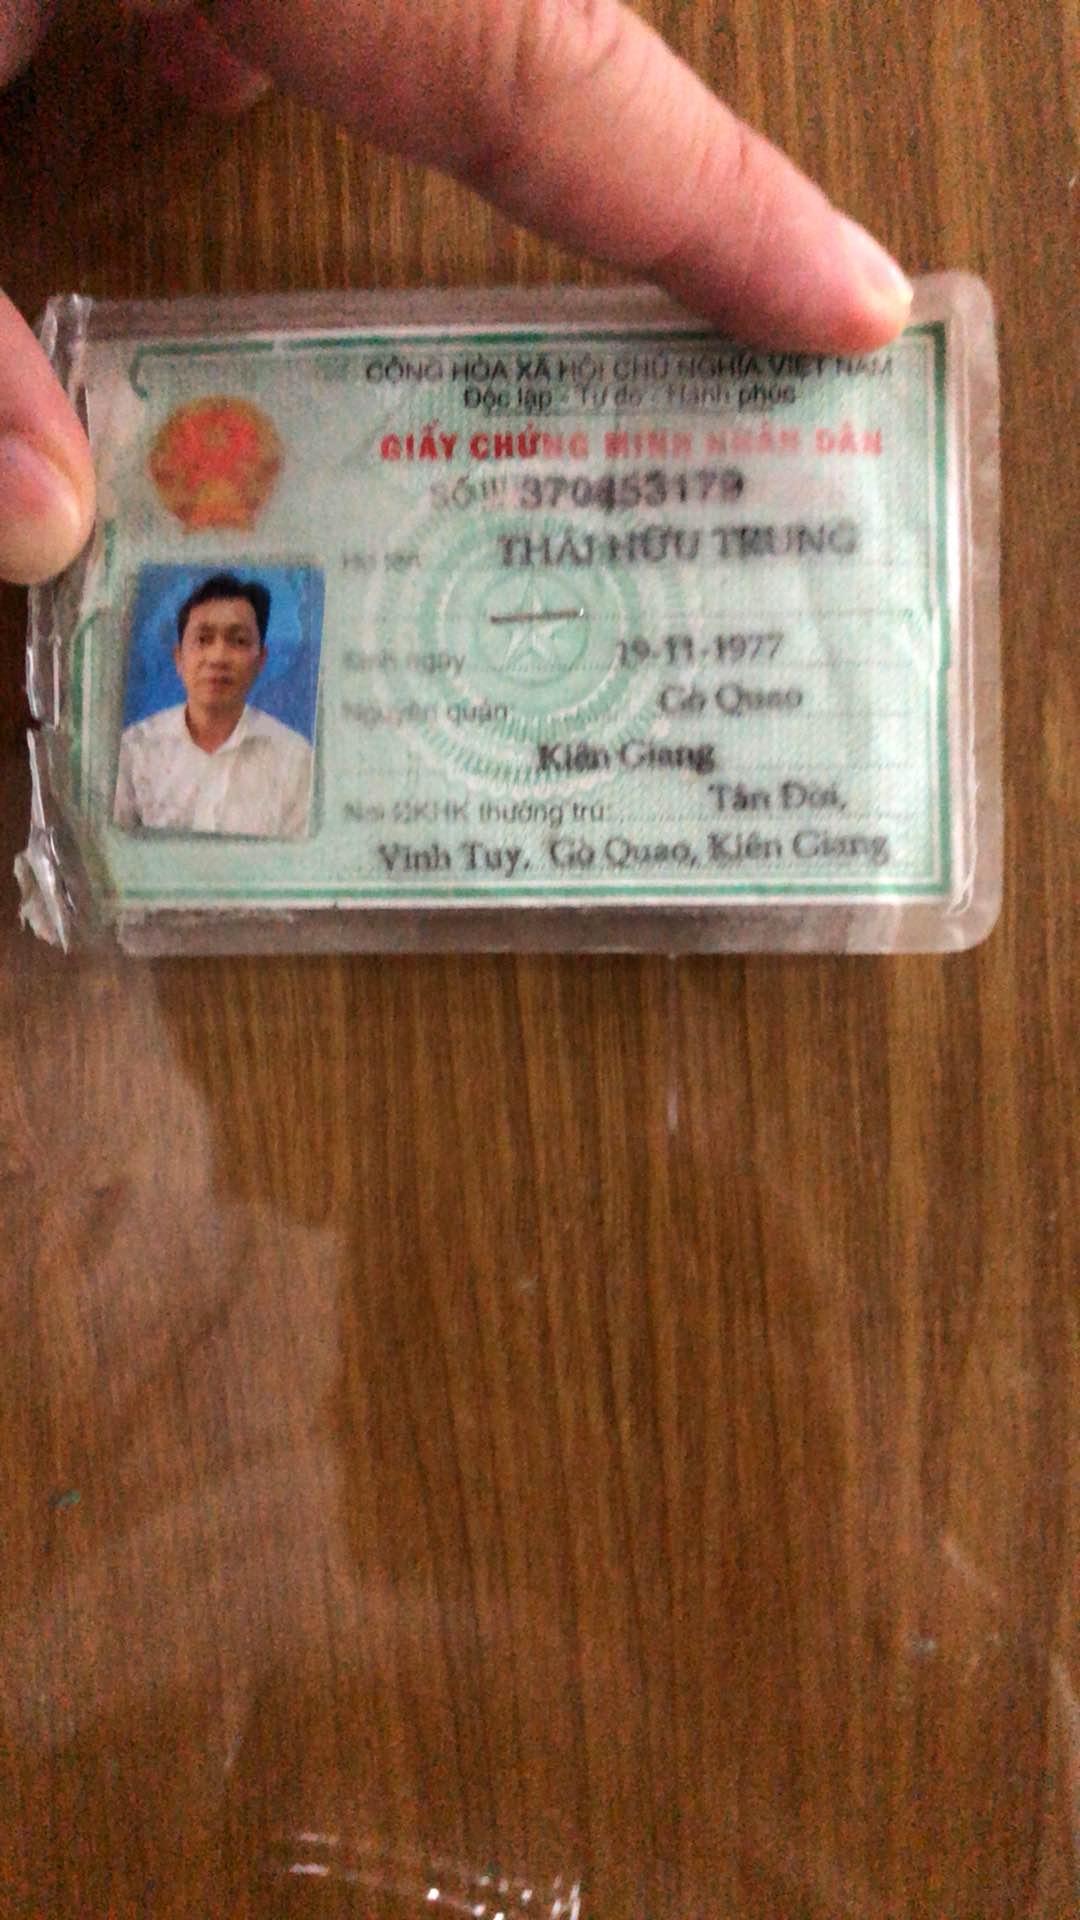 CỘNG HÒA XÃ HỘI CHỦ NGHĨA VIỆT NAM
Độc lập - Tự do - Hạnh phúc
GIẤY CHỨNG MINH NHÂN DÂN
SỐ 370453179
Họ tên THÁI HỮU TRUNG
Sinh ngày 19-11-1977
Nguyên quán: Gò Quao
Kiên Giang
Nơi ĐKHK thường trú: Tân Đời,
Vĩnh Tuy, Gò Quao, Kiên Giang